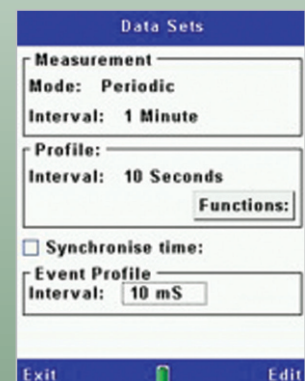 Data Sets
Measurement
Mode: Periodic
Interval: 1 Minute
Profile:
Interval: 10 Seconds
Functions:
Synchronise time:
Event Profile
Interval: 10 mS
Exit Edit